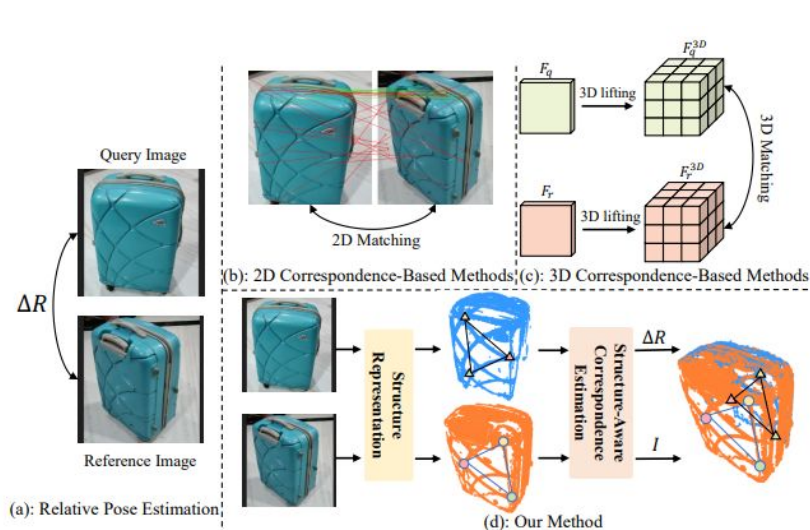 Query Image
ΔR
Reference Image
(a): Relative Pose Estimation
2D Matching
(b): 2D Correspondence-Based Methods
F_q
3D lifting
F_q^{3D}
F_r
3D lifting
F_r^{3D}
3D Matching
(c): 3D Correspondence-Based Methods
Structure
Representation
Structure-Aware
Correspondence
Estimation
ΔR
I
(d): Our Method